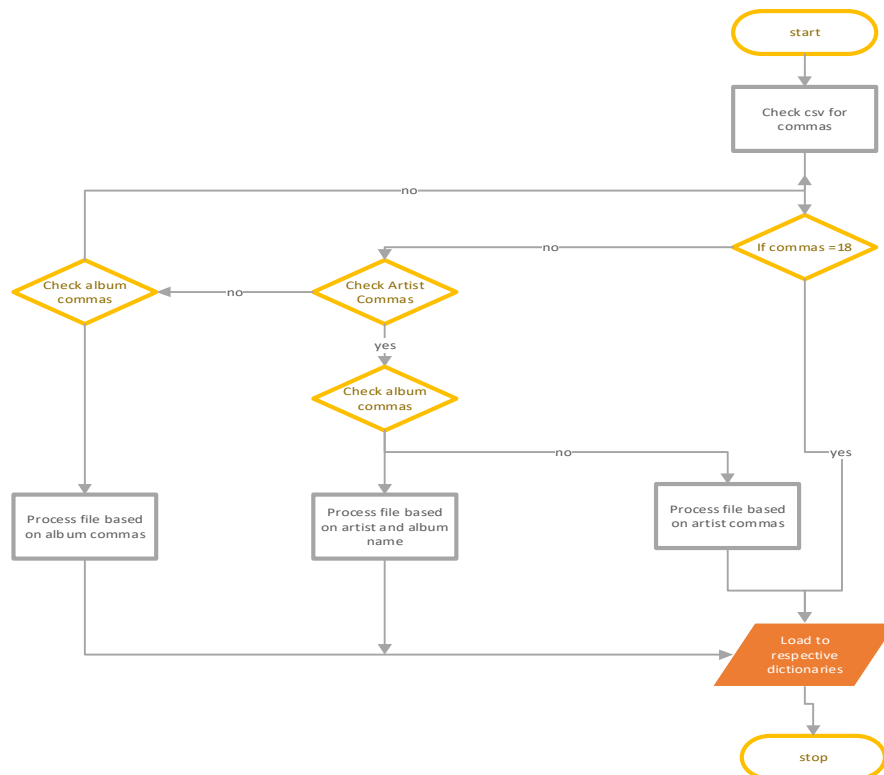 start
Check csv for
commas
no
If commas =18
no
Check album
commas
no
Check Artist
Commas
yes
Check album
commas
no
yes
Process file based
on album commas
Process file based
on artist and album
name
Process file based
on artist commas
Load to
respective
dictionaries
stop